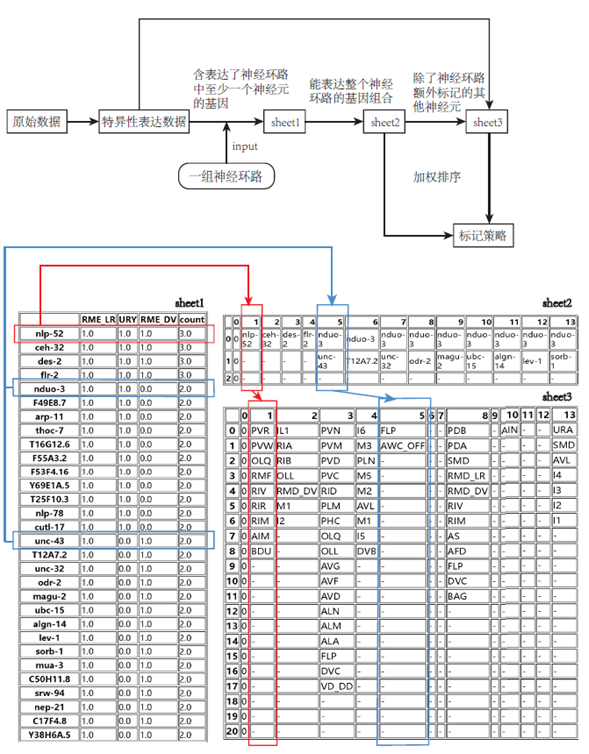 含表达了神经环路
中至少一个神经元
的基因
能表达整个神经
环路的基因组合
除了神经环路
额外标记的其
他神经元
原始数据
特异性表达数据
sheet1
sheet2
sheet3
input
一组神经环路
加权排序
标记策略
sheet1
RME_LR URY RME_DV count
nlp-52 1.0 1.0 1.0 3.0
ceh-32 1.0 1.0 1.0 3.0
des-2 1.0 1.0 1.0 3.0
flr-2 1.0 1.0 1.0 3.0
nduo-3 1.0 1.0 0.0 2.0
F49E8.7 1.0 1.0 0.0 2.0
arp-11 1.0 1.0 0.0 2.0
thoc-7 1.0 1.0 0.0 2.0
T16G12.6 1.0 1.0 0.0 2.0
F55A3.2 1.0 1.0 0.0 2.0
F53F4.16 1.0 1.0 0.0 2.0
Y69E1A.5 1.0 1.0 0.0 2.0
T25F10.3 1.0 1.0 0.0 2.0
nlp-78 1.0 1.0 0.0 2.0
cutl-17 1.0 1.0 0.0 2.0
unc-43 1.0 0.0 1.0 2.0
T12A7.2 1.0 0.0 1.0 2.0
unc-32 1.0 0.0 1.0 2.0
odr-2 1.0 0.0 1.0 2.0
magu-2 1.0 0.0 1.0 2.0
ubc-15 1.0 0.0 1.0 2.0
algn-14 1.0 0.0 1.0 2.0
lev-1 1.0 0.0 1.0 2.0
sorb-1 1.0 0.0 1.0 2.0
mua-3 1.0 0.0 1.0 2.0
C50H11.8 1.0 0.0 1.0 2.0
srw-94 1.0 0.0 1.0 2.0
nep-21 1.0 0.0 1.0 2.0
C17F4.8 1.0 0.0 1.0 2.0
Y38H6A.5 1.0 0.0 1.0 2.0
sheet2
0 1 2 3 4 5 6 7 8 9 10 11 12 13
0 0 nlp-52 ceh-32 des-2 flr-2 nduo-3 nduo-3 nduo-3 nduo-3 nduo-3 nduo-3 nduo-3 nduo-3 nduo-3
1 0 - - - - unc-43 T12A7.2 unc-32 odr-2 magu-2 ubc-15 algn-14 lev-1 sorb-1
2 0 - - - - - - - - - - - - -
sheet3
0 1 2 3 4 5 6 7 8 9 10 11 12 13
0 0 PVR IL1 PVN I6 FLP - - PDB - AIN - - URA
1 0 PVW RIA PVM M3 AWC_OFF - - PDA - - - - SMD
2 0 OLQ RIB PVD PLN - - - SMD - - - - AVL
3 0 RMF OLL PVC M5 - - - RMD_LR - - - - I4
4 0 RIV RMD_DV RID M2 - - - RMD_DV - - - - I3
5 0 RIR M1 PLM AVL - - - RIV - - - - I2
6 0 RIM I2 PHC M1 - - - RIM - - - - I1
7 0 AIM - OLQ I5 - - - AS - - - - -
8 0 BDU - OLL DVB - - - AFD - - - - -
9 0 - - AVG - - - - FLP - - - - -
10 0 - - AVF - - - - DVC - - - - -
11 0 - - AVD - - - - BAG - - - - -
12 0 - - ALN - - - - - - - - - -
13 0 - - ALM - - - - - - - - - -
14 0 - - ALA - - - - - - - - - -
15 0 - - FLP - - - - - - - - - -
16 0 - - DVC - - - - - - - - - -
17 0 - - VD_DD - - - - - - - - - -
18 0 - - - - - - - - - - - - -
19 0 - - - - - - - - - - - - -
20 0 - - - - - - - - - - - - -